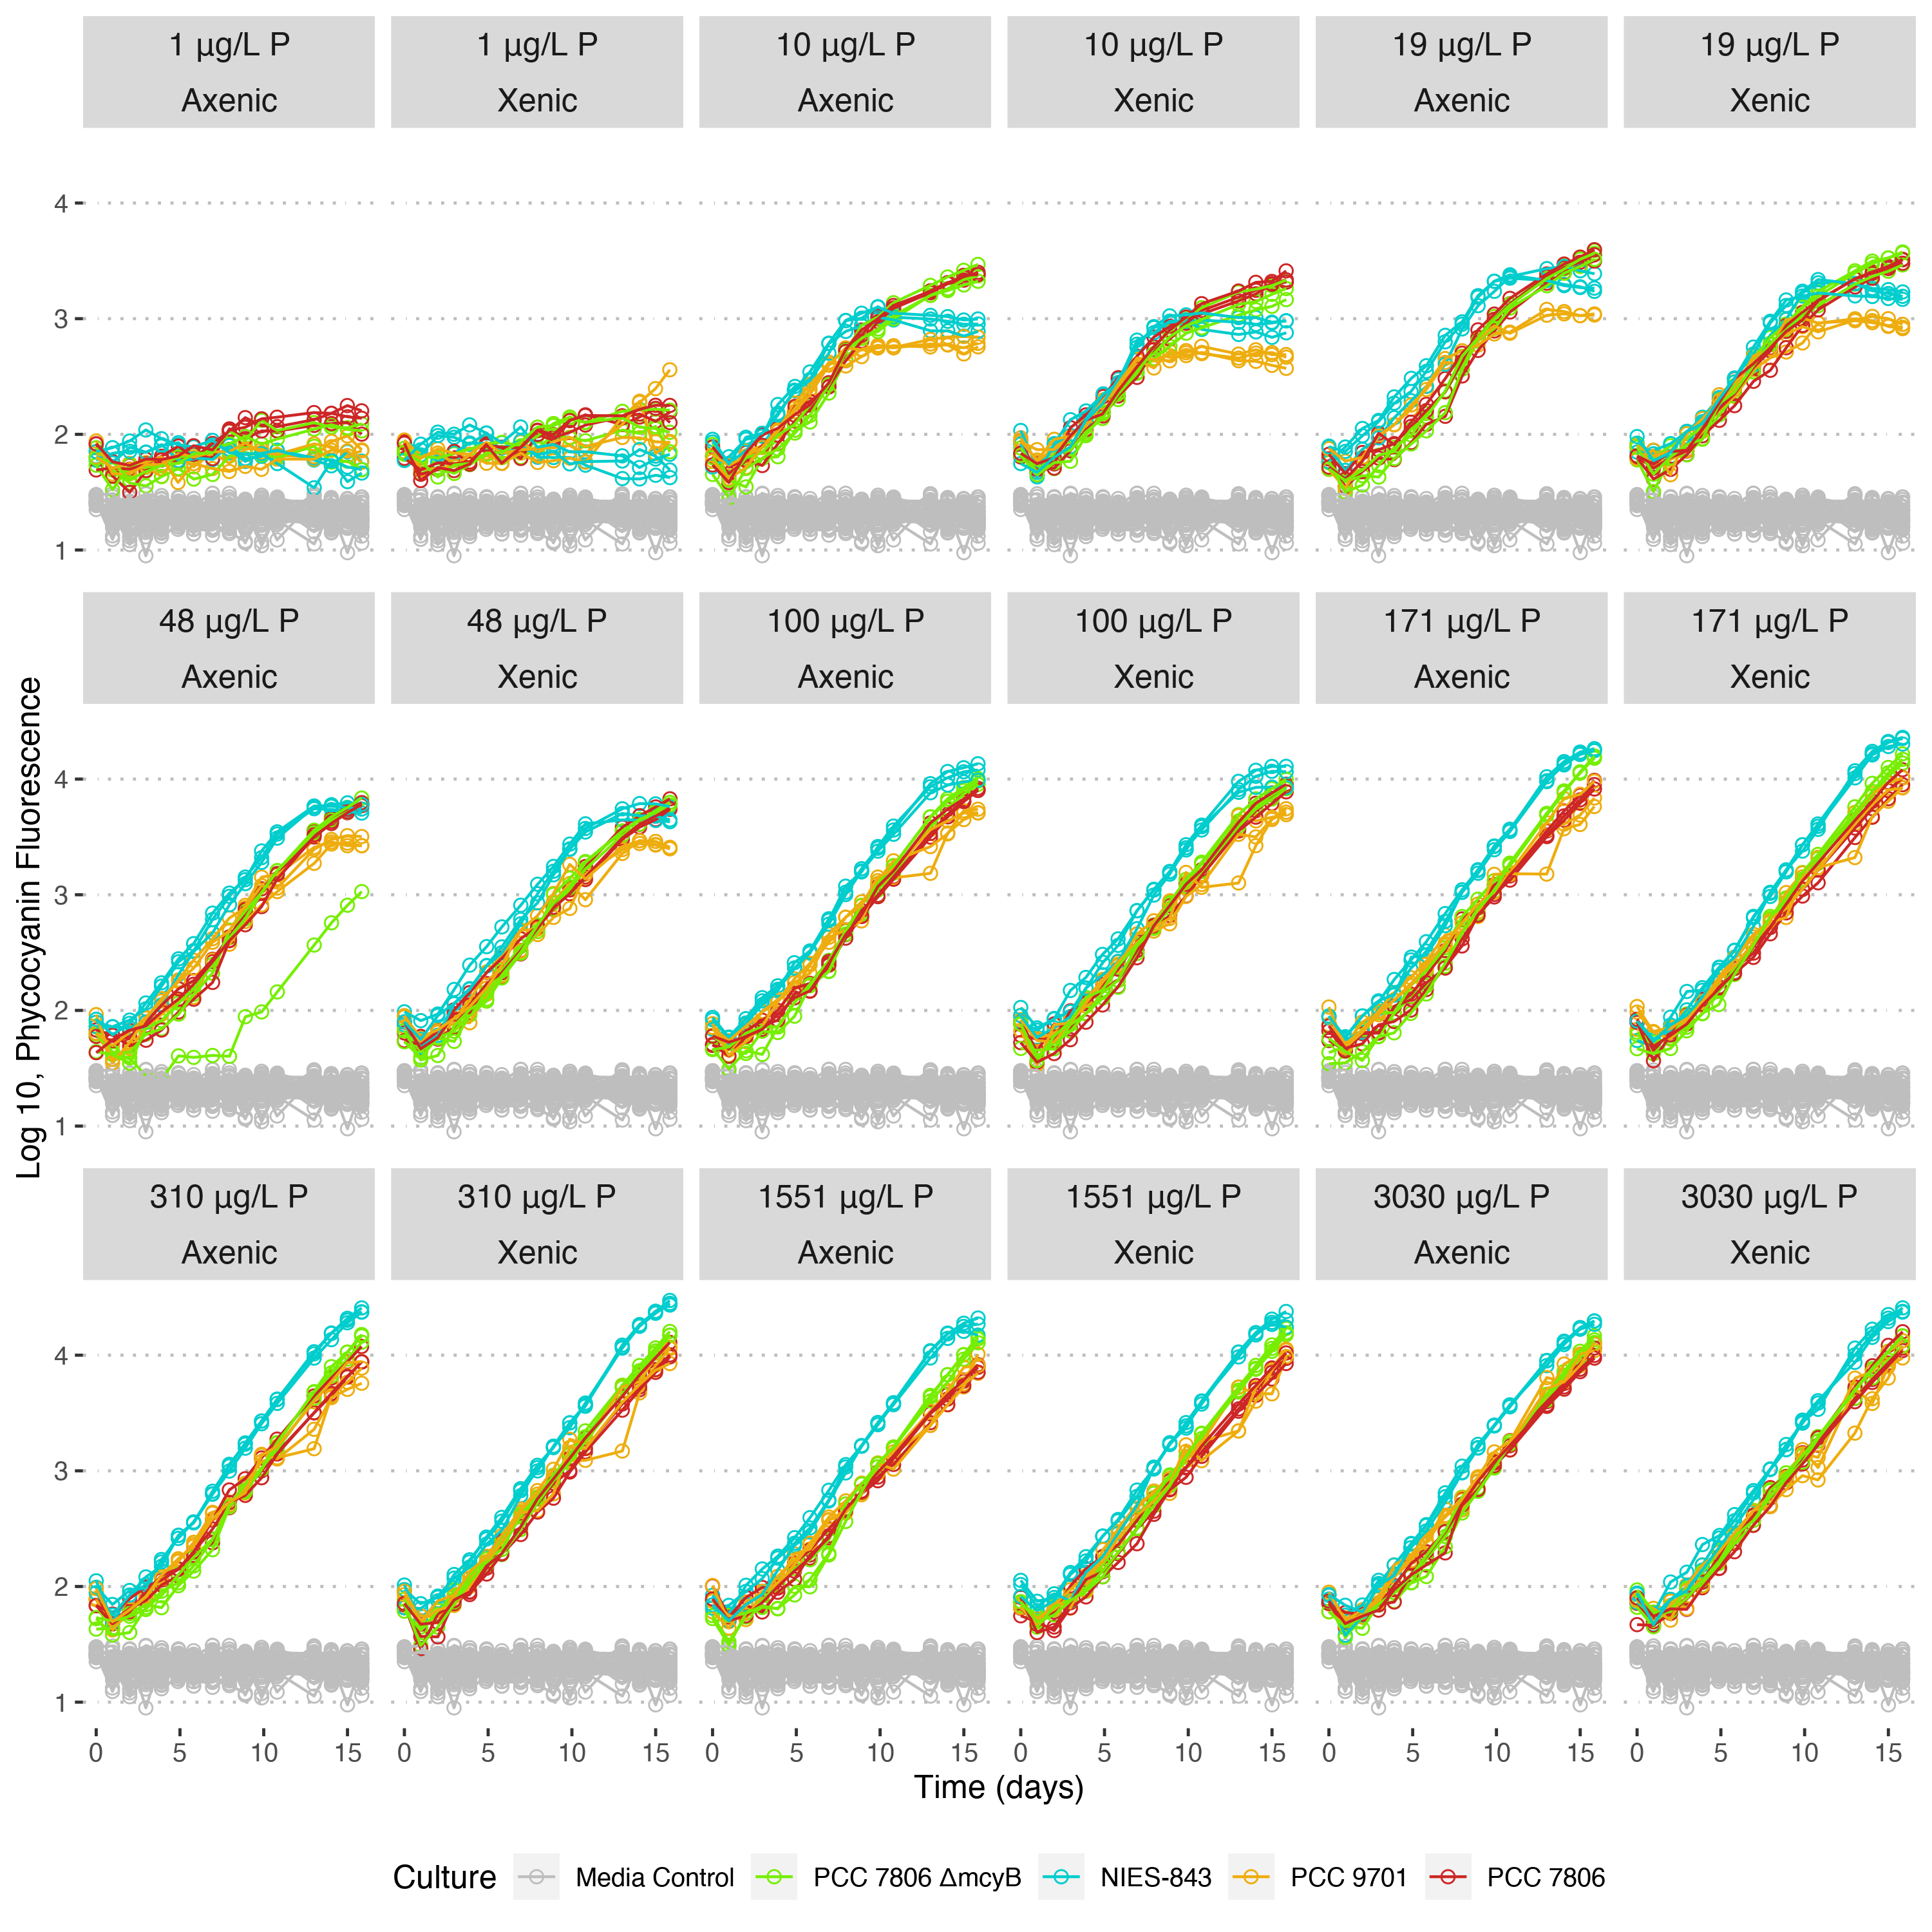 1 µg/L P 1 µg/L P 10 µg/L P 10 µg/L P 19 µg/L P 19 µg/L P
Axenic Xenic Axenic Xenic Axenic Xenic
4
3
2
1
48 µg/L P 48 µg/L P 100 µg/L P 100 µg/L P 171 µg/L P 171 µg/L P
Axenic Xenic Axenic Xenic Axenic Xenic
4
3
2
1
Log 10, Phycocyanin Fluorescence
310 µg/L P 310 µg/L P 1551 µg/L P 1551 µg/L P 3030 µg/L P 3030 µg/L P
Axenic Xenic Axenic Xenic Axenic Xenic
4
3
2
1
0 5 10 15 0 5 10 15 0 5 10 15 0 5 10 15 0 5 10 15 0 5 10 15
Time (days)
Culture Media Control PCC 7806 ΔmcyB NIES-843 PCC 9701 PCC 7806